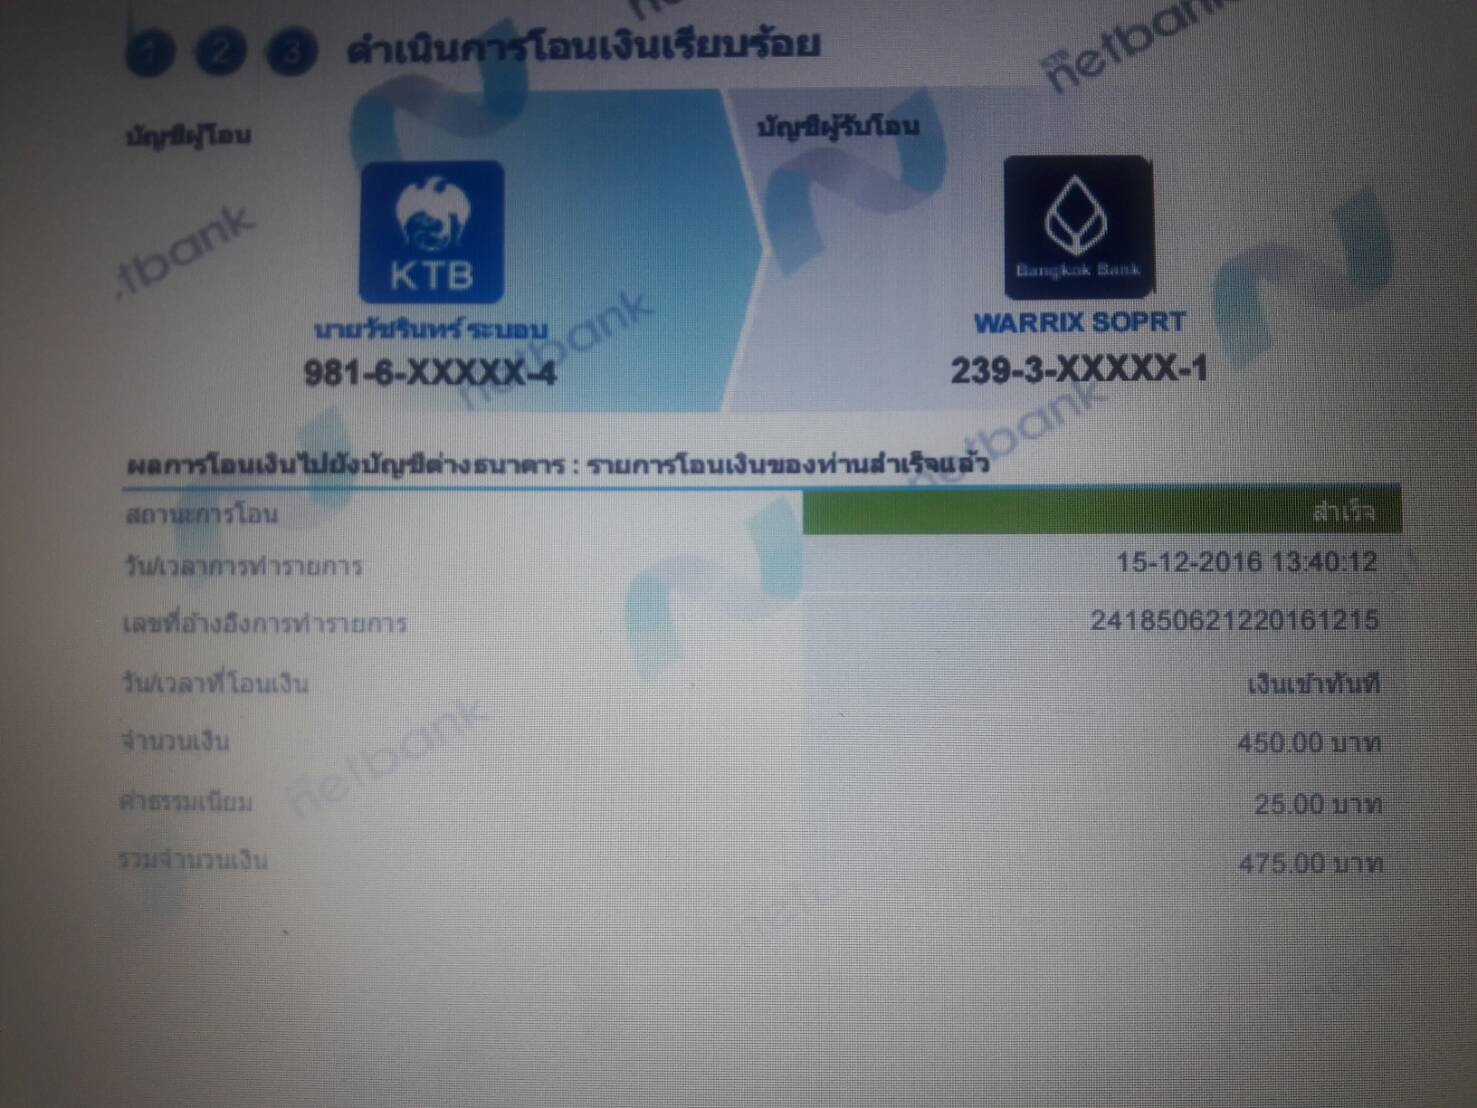 1 2 3 ดำเนินการโอนเงินเรียบร้อย
netbank
บัญชีผู้โอน
บัญชีผู้รับโอน
KTB
Bangkok Bank
นายวัชรินทร์ ระบอบ
WARRIX SOPRT
981-6-XXXXX-4
239-3-XXXXX-1
netbank
netbank
ผลการโอนเงินไปยังบัญชีต่างธนาคาร : รายการโอนเงินของท่านสำเร็จแล้ว
สถานะการโอน สำเร็จ
วัน/เวลาการทำรายการ 15-12-2016 13:40:12
เลขที่อ้างอิงการทำรายการ 241850621220161215
วัน/เวลาที่โอนเงิน เงินเข้าทันที
จำนวนเงิน 450.00 บาท
netbank
ค่าธรรมเนียม 25.00 บาท
รวมจำนวนเงิน 475.00 บาท